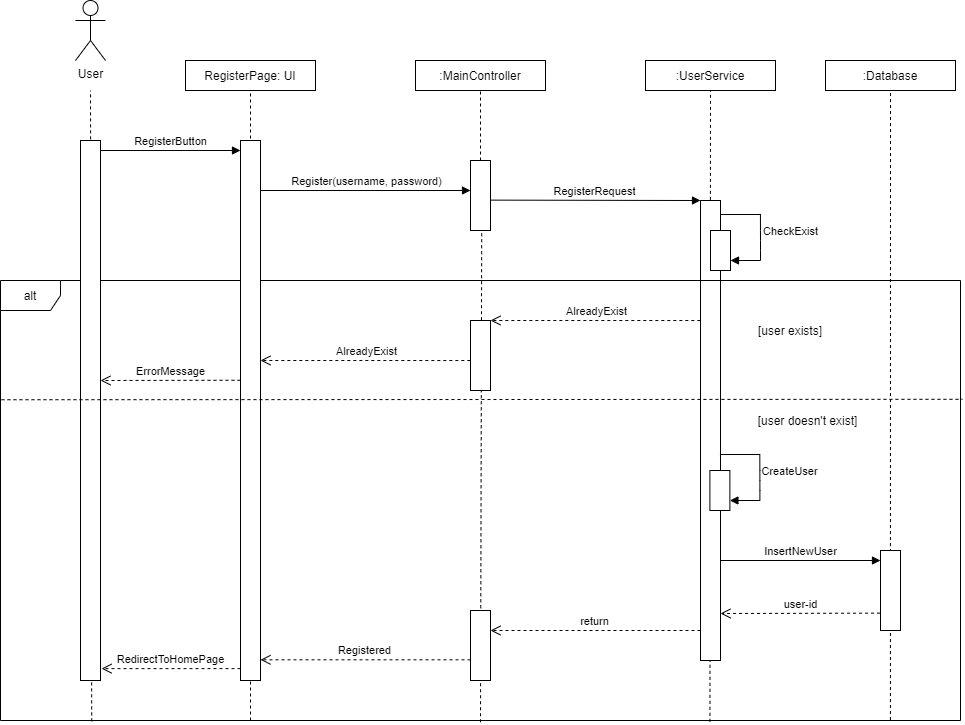 User
RegisterPage: UI
:MainController
:UserService
:Database
RegisterButton
Register(username, password)
RegisterRequest
CheckExist
alt
AlreadyExist
[user exists]
AlreadyExist
ErrorMessage
[user doesn't exist]
CreateUser
InsertNewUser
user-id
return
Registered
RedirectToHomePage